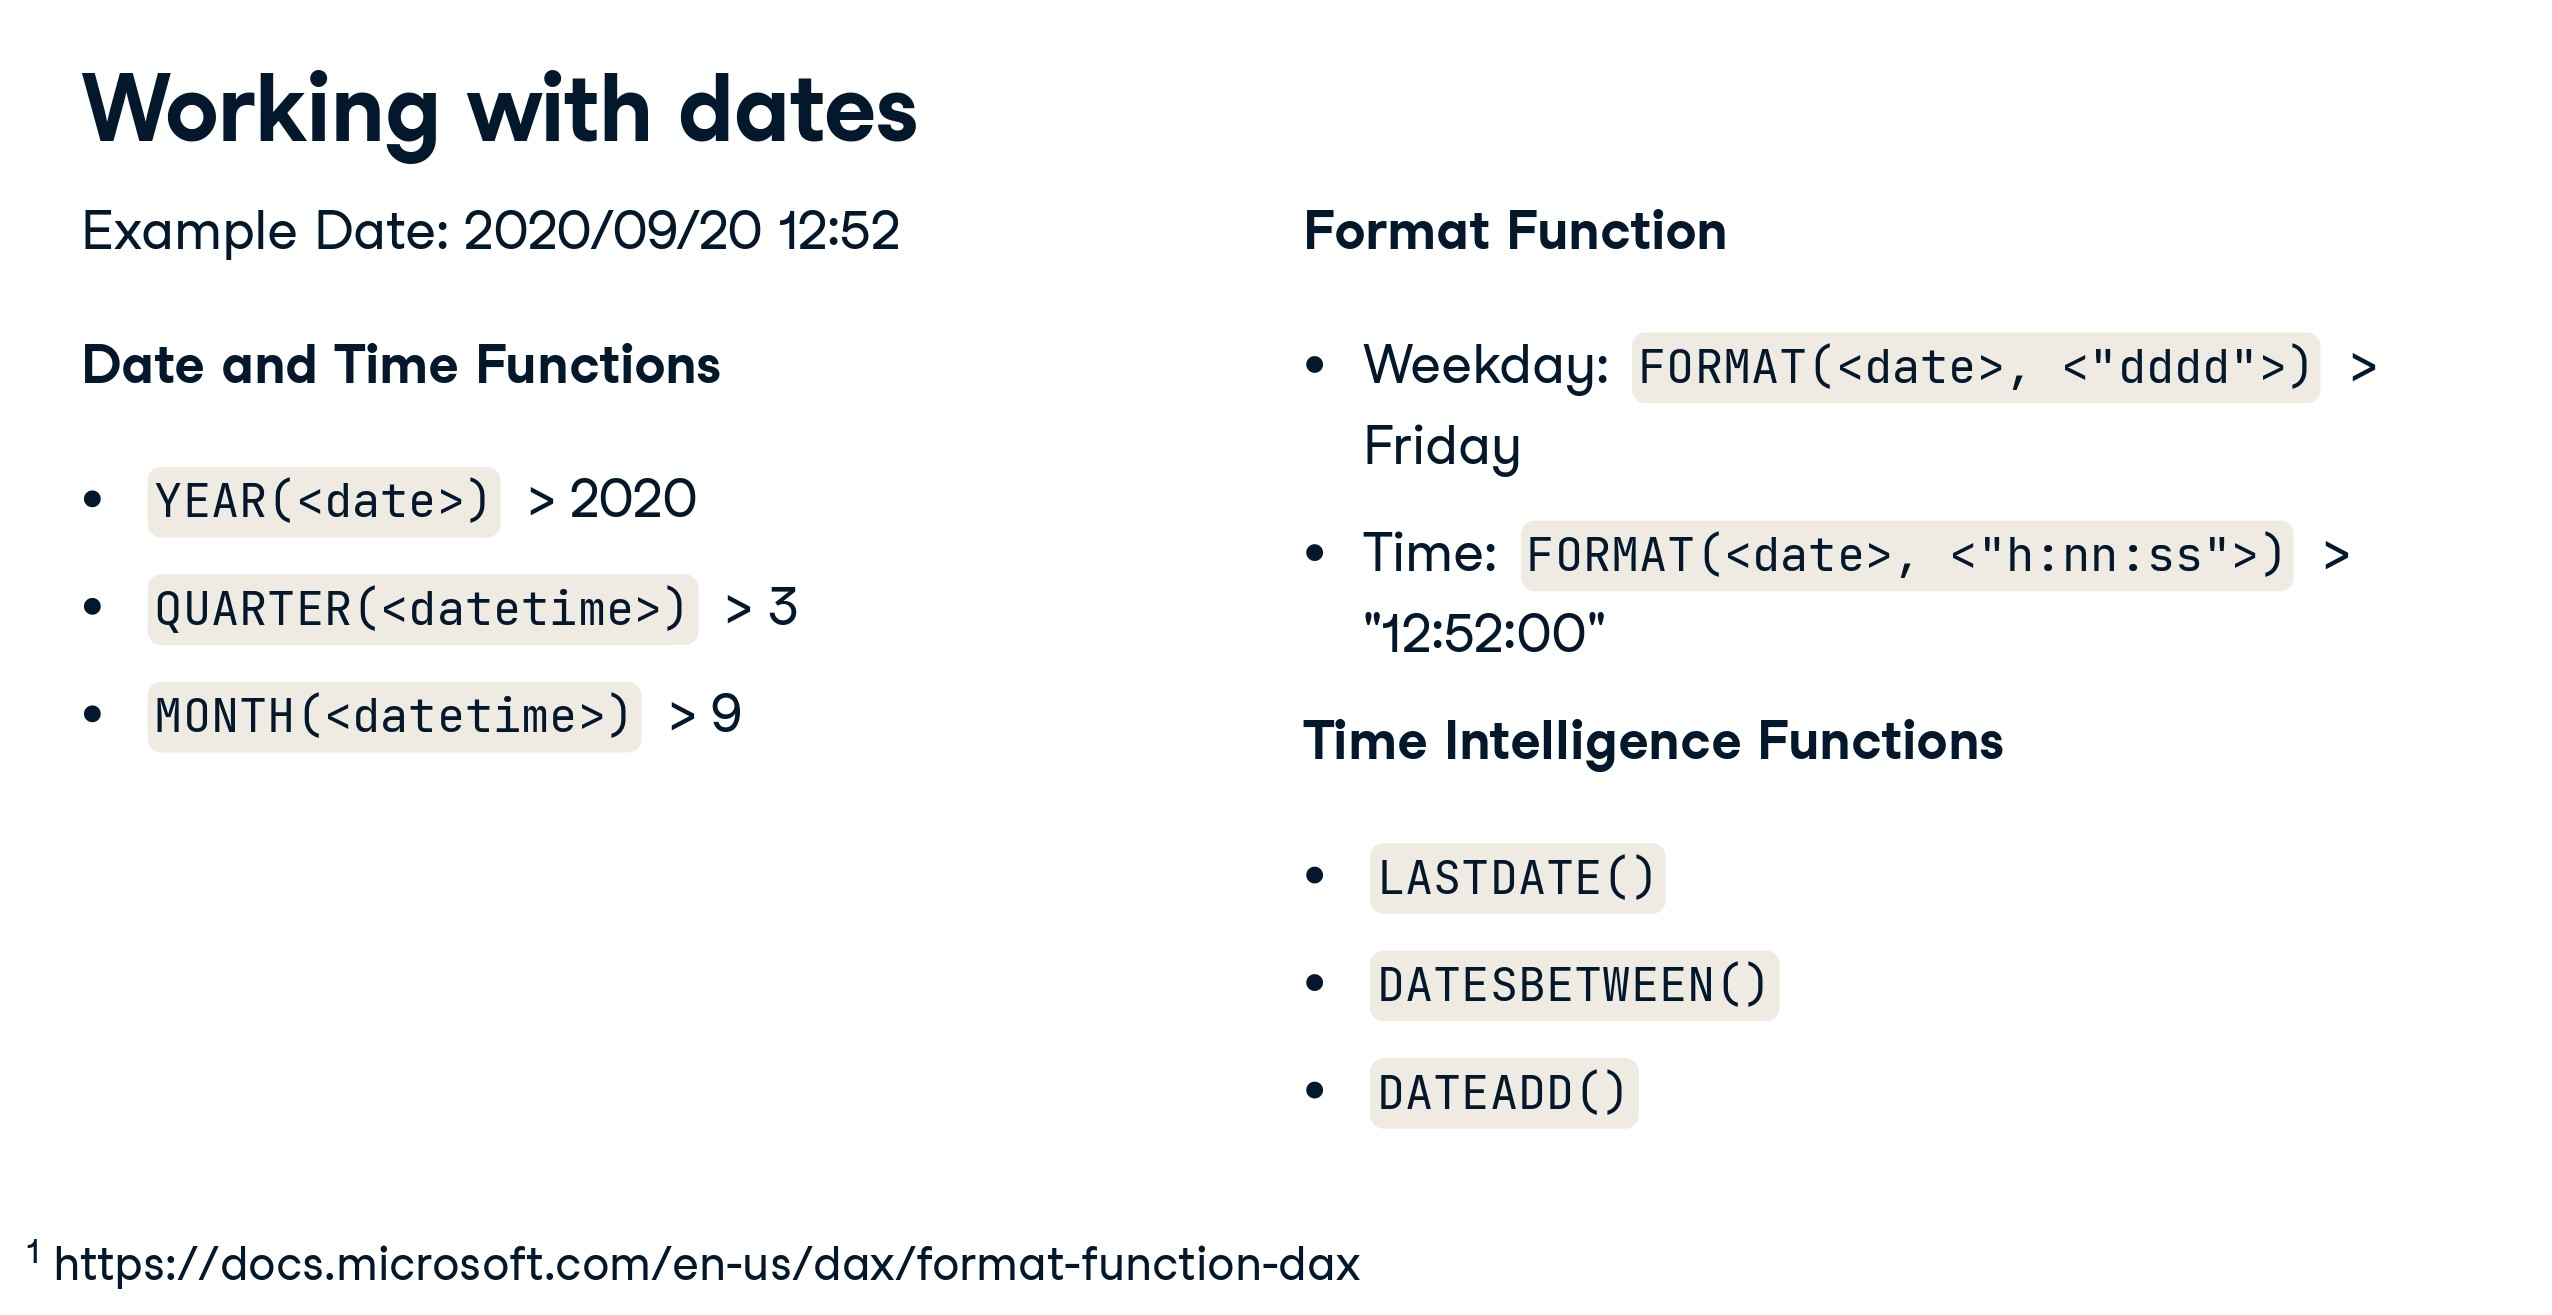 Working with dates
Example Date: 2020/09/20 12:52
Date and Time Functions
• YEAR(<date>) > 2020
• QUARTER(<datetime>) > 3
• MONTH(<datetime>) > 9
Format Function
• Weekday: FORMAT(<date>, <"dddd">) >
Friday
• Time: FORMAT(<date>, <"h:nn:ss">) >
"12:52:00"
Time Intelligence Functions
• LASTDATE()
• DATESBETWEEN()
• DATEADD()
1 https://docs.microsoft.com/en-us/dax/format-function-dax